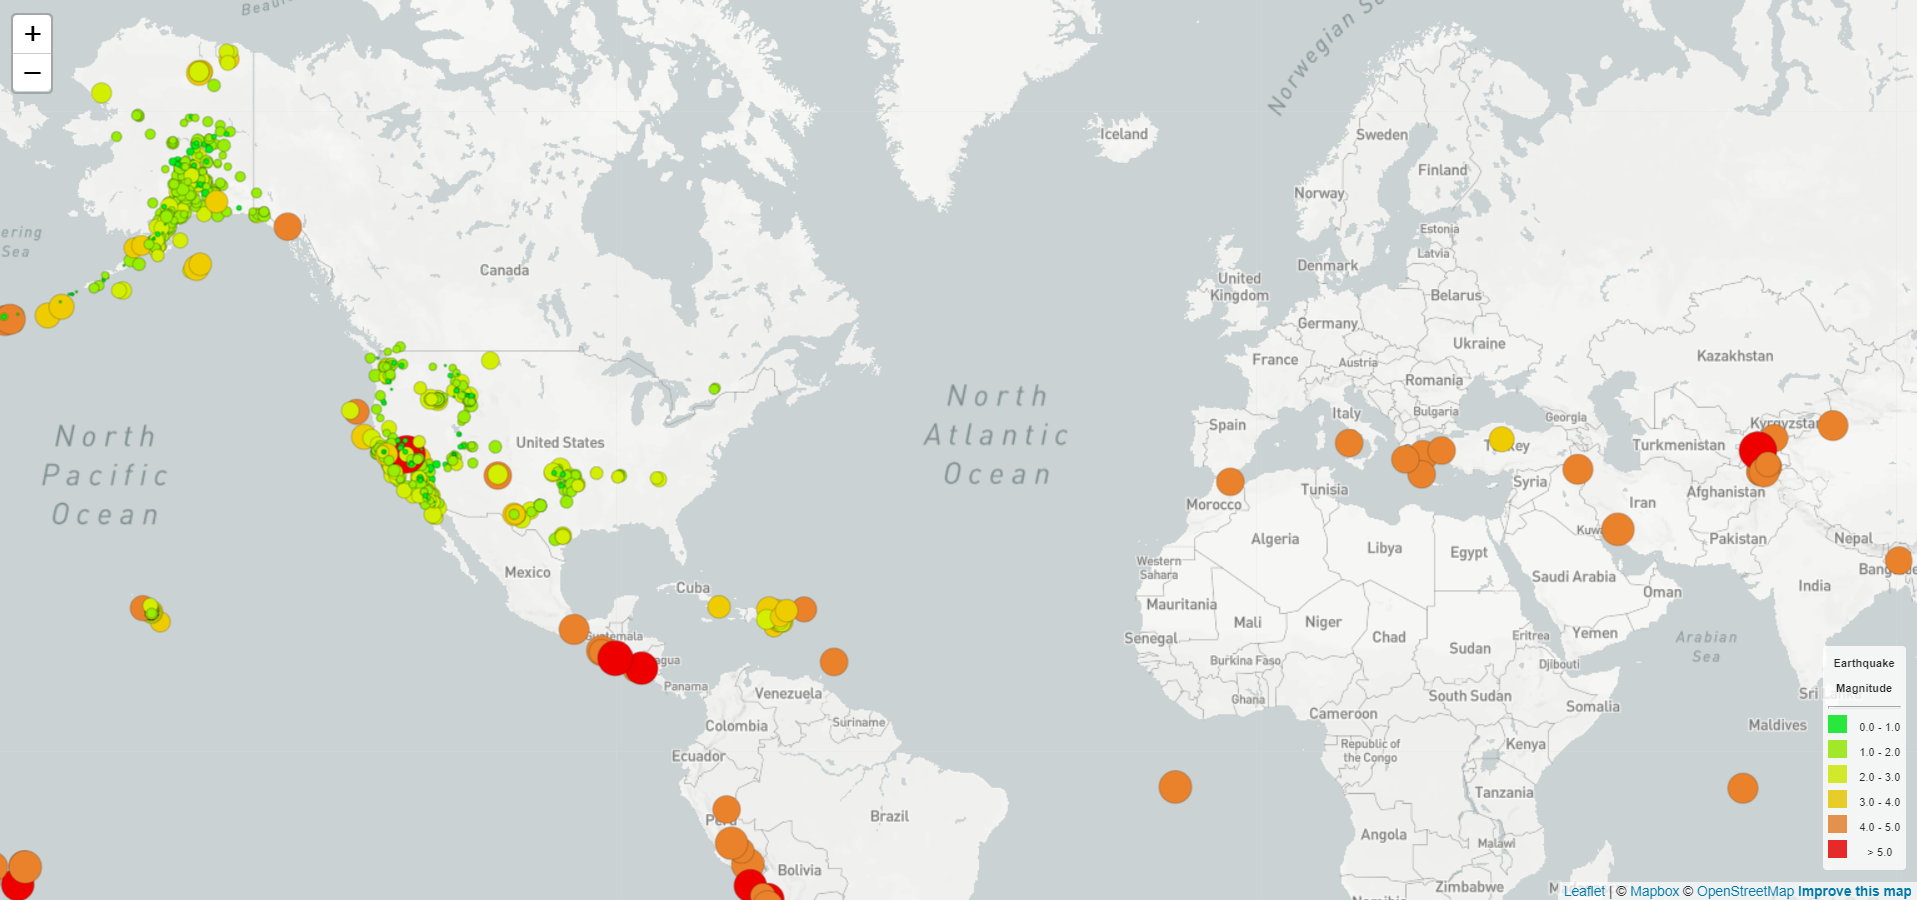 +
−
Beau
Norwegian Se
Iceland
Sweden
Finland
Norway
ering
Sea
Estonia
Latvia
Canada
Denmark
United
Kingdom
Belarus
Germany
Ukraine
France
Austria
Kazakhstan
Romania
North
Atlantic
Ocean
Italy
Bulgaria
Georgia
Spain
Kyrgyzstan
North
Pacific
Ocean
United States
Turkmenistan
Syria
Tunisia
Afghanistan
Morocco
Iran
Algeria
Libya
Egypt
Kuw
Pakistan
Nepal
Western
Sahara
Bang
Mexico
Cuba
Saudi Arabia
India
Oman
Mauritania
Mali
Niger
Chad
Guatemala
Senegal
Eritrea
Yemen
Arabian
Sea
Sudan
agua
Burkina Faso
Djibouti
Panama
Venezuela
Ghana
South Sudan
Somalia
Colombia
Suriname
Cameroon
Maldives
Sri
Ecuador
Republic of
the Congo
Kenya
Tanzania
Peru
Brazil
Angola
Malawi
Bolivia
Zimbabwe
Earthquake
Magnitude
0.0 - 1.0
1.0 - 2.0
2.0 - 3.0
3.0 - 4.0
4.0 - 5.0
> 5.0
Leaflet | © Mapbox © OpenStreetMap Improve this map